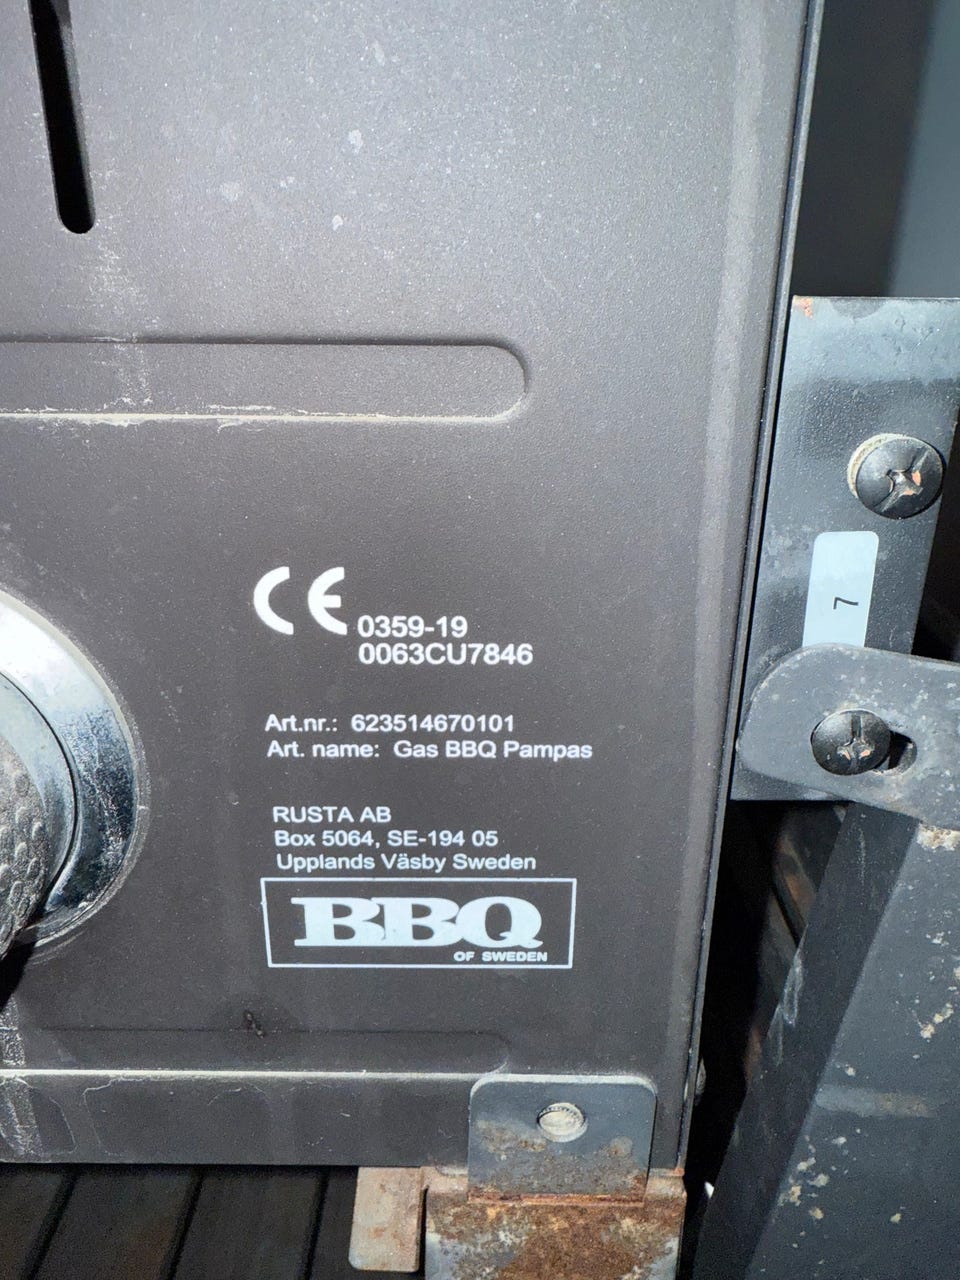 CE 0359-19
0063CU7846
7
Art.nr.: 623514670101
Art. name: Gas BBQ Pampas
RUSTA AB
Box 5064, SE-194 05
Upplands Väsby Sweden
BBQ
OF SWEDEN